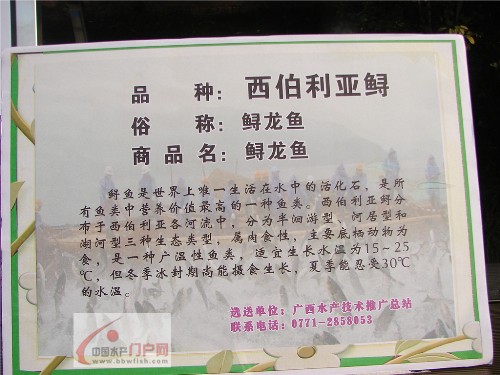 品 种：西伯利亚鲟
俗 称：鲟龙鱼
商品名：鲟龙鱼
鲟鱼是世界上唯一生活在水中的活化石，是所
有鱼类中营养价值最高的一种鱼类。西伯利亚鲟分
布于西伯利亚各河流中，分为半洄游型、河居型和
湖河型三种生态类型，属肉食性，主要底栖动物为
食，是一种广温性鱼类，适宜生长水温为15～25
℃，但冬季冰封期尚能摄食生长，夏季能忍受30℃
的水温。
选送单位：广西水产技术推广总站
联系电话：0771-2858053
中国水产门户网
www.bbwfish.com